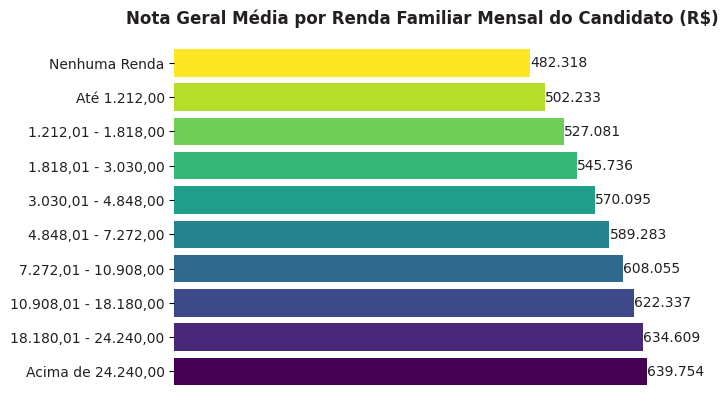 Nota Geral Média por Renda Familiar Mensal do Candidato (R$)
Nenhuma Renda 482.318
Até 1.212,00 502.233
1.212,01 - 1.818,00 527.081
1.818,01 - 3.030,00 545.736
3.030,01 - 4.848,00 570.095
4.848,01 - 7.272,00 589.283
7.272,01 - 10.908,00 608.055
10.908,01 - 18.180,00 622.337
18.180,01 - 24.240,00 634.609
Acima de 24.240,00 639.754